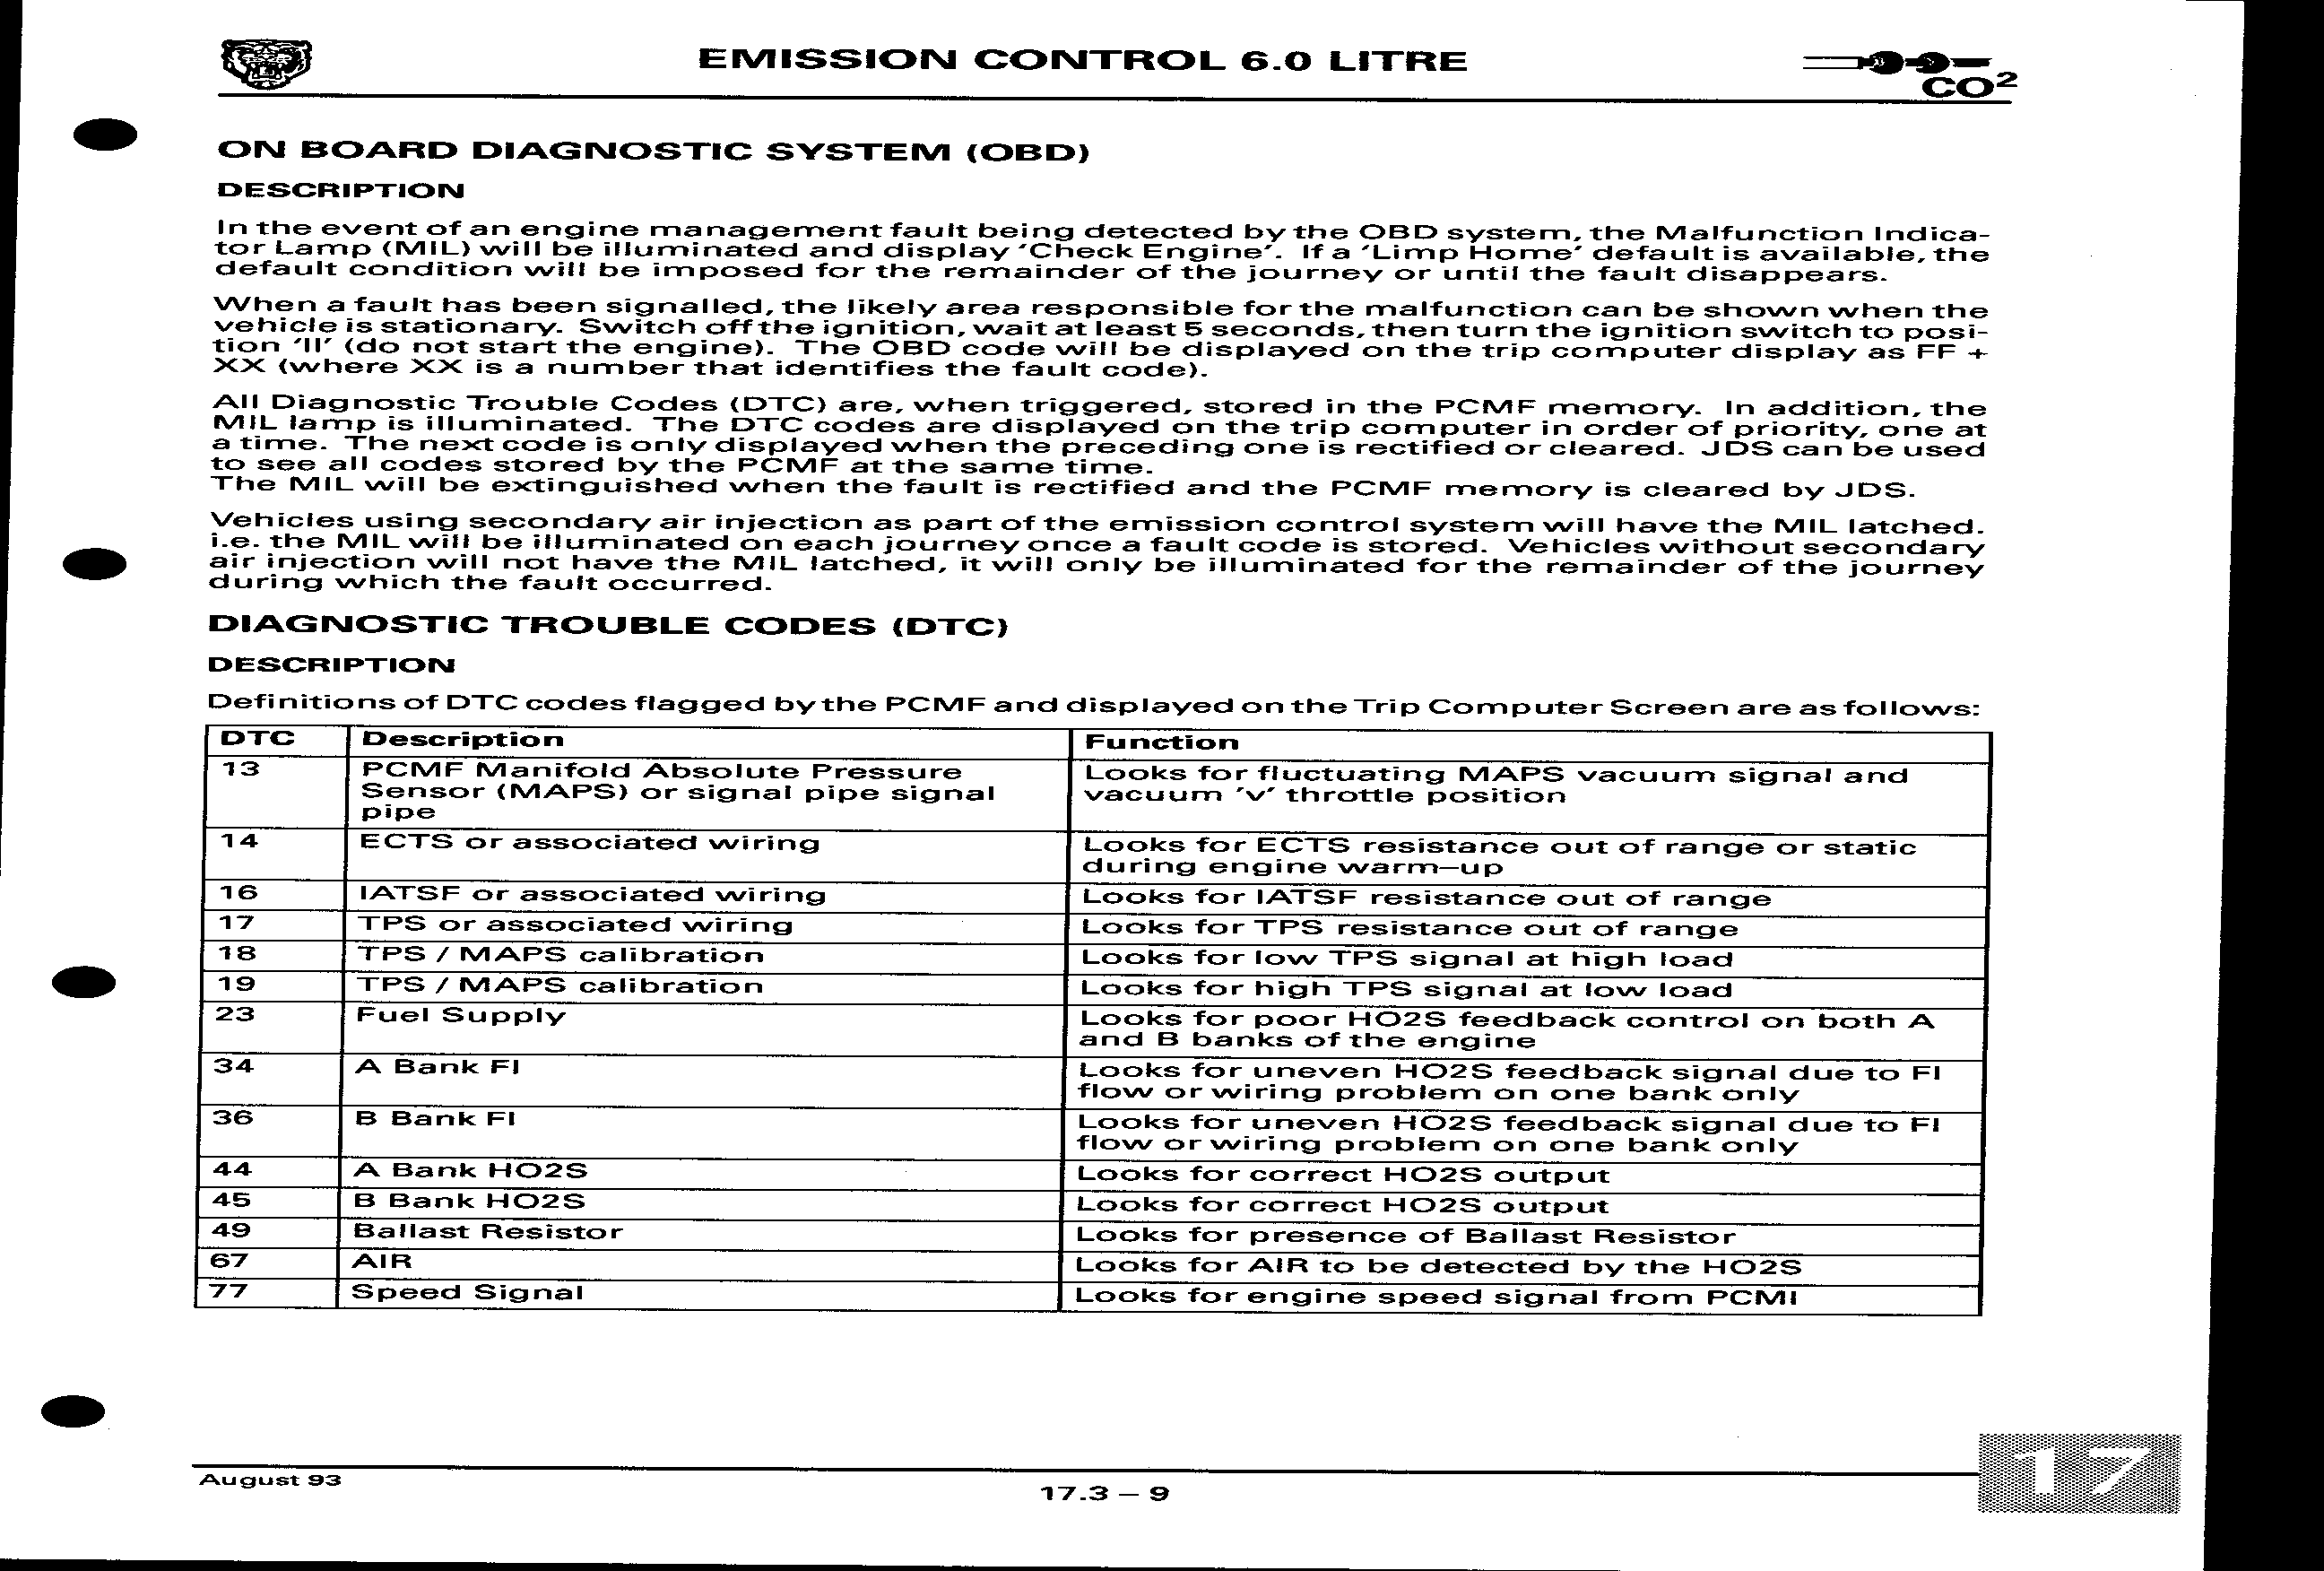 EMISSION CONTROL 6.0 LITRE
CO²
ON BOARD DIAGNOSTIC SYSTEM (OBD)
DESCRIPTION
In the event of an engine management fault being detected by the OBD system, the Malfunction Indica-
tor Lamp (MIL) will be illuminated and display 'Check Engine'. If a 'Limp Home' default is available, the
default condition will be imposed for the remainder of the journey or until the fault disappears.
When a fault has been signalled, the likely area responsible for the malfunction can be shown when the
vehicle is stationary. Switch off the ignition, wait at least 5 seconds, then turn the ignition switch to posi-
tion 'II' (do not start the engine). The OBD code will be displayed on the trip computer display as FF +
XX (where XX is a number that identifies the fault code).
All Diagnostic Trouble Codes (DTC) are, when triggered, stored in the PCMF memory. In addition, the
MIL lamp is illuminated. The DTC codes are displayed on the trip computer in order of priority, one at
a time. The next code is only displayed when the preceding one is rectified or cleared. JDS can be used
to see all codes stored by the PCMF at the same time.
The MIL will be extinguished when the fault is rectified and the PCMF memory is cleared by JDS.
Vehicles using secondary air injection as part of the emission control system will have the MIL latched.
i.e. the MIL will be illuminated on each journey once a fault code is stored. Vehicles without secondary
air injection will not have the MIL latched, it will only be illuminated for the remainder of the journey
during which the fault occurred.
DIAGNOSTIC TROUBLE CODES (DTC)
DESCRIPTION
Definitions of DTC codes flagged by the PCMF and displayed on the Trip Computer Screen are as follows:
DTC Description Function
13 PCMF Manifold Absolute Pressure Looks for fluctuating MAPS vacuum signal and
Sensor (MAPS) or signal pipe signal vacuum 'v' throttle position
pipe
14 ECTS or associated wiring Looks for ECTS resistance out of range or static
during engine warm–up
16 IATSF or associated wiring Looks for IATSF resistance out of range
17 TPS or associated wiring Looks for TPS resistance out of range
18 TPS / MAPS calibration Looks for low TPS signal at high load
19 TPS / MAPS calibration Looks for high TPS signal at low load
23 Fuel Supply Looks for poor HO2S feedback control on both A
and B banks of the engine
34 A Bank FI Looks for uneven HO2S feedback signal due to FI
flow or wiring problem on one bank only
36 B Bank FI Looks for uneven HO2S feedback signal due to FI
flow or wiring problem on one bank only
44 A Bank HO2S Looks for correct HO2S output
45 B Bank HO2S Looks for correct HO2S output
49 Ballast Resistor Looks for presence of Ballast Resistor
67 AIR Looks for AIR to be detected by the HO2S
77 Speed Signal Looks for engine speed signal from PCMI
August 93
17.3 – 9
17